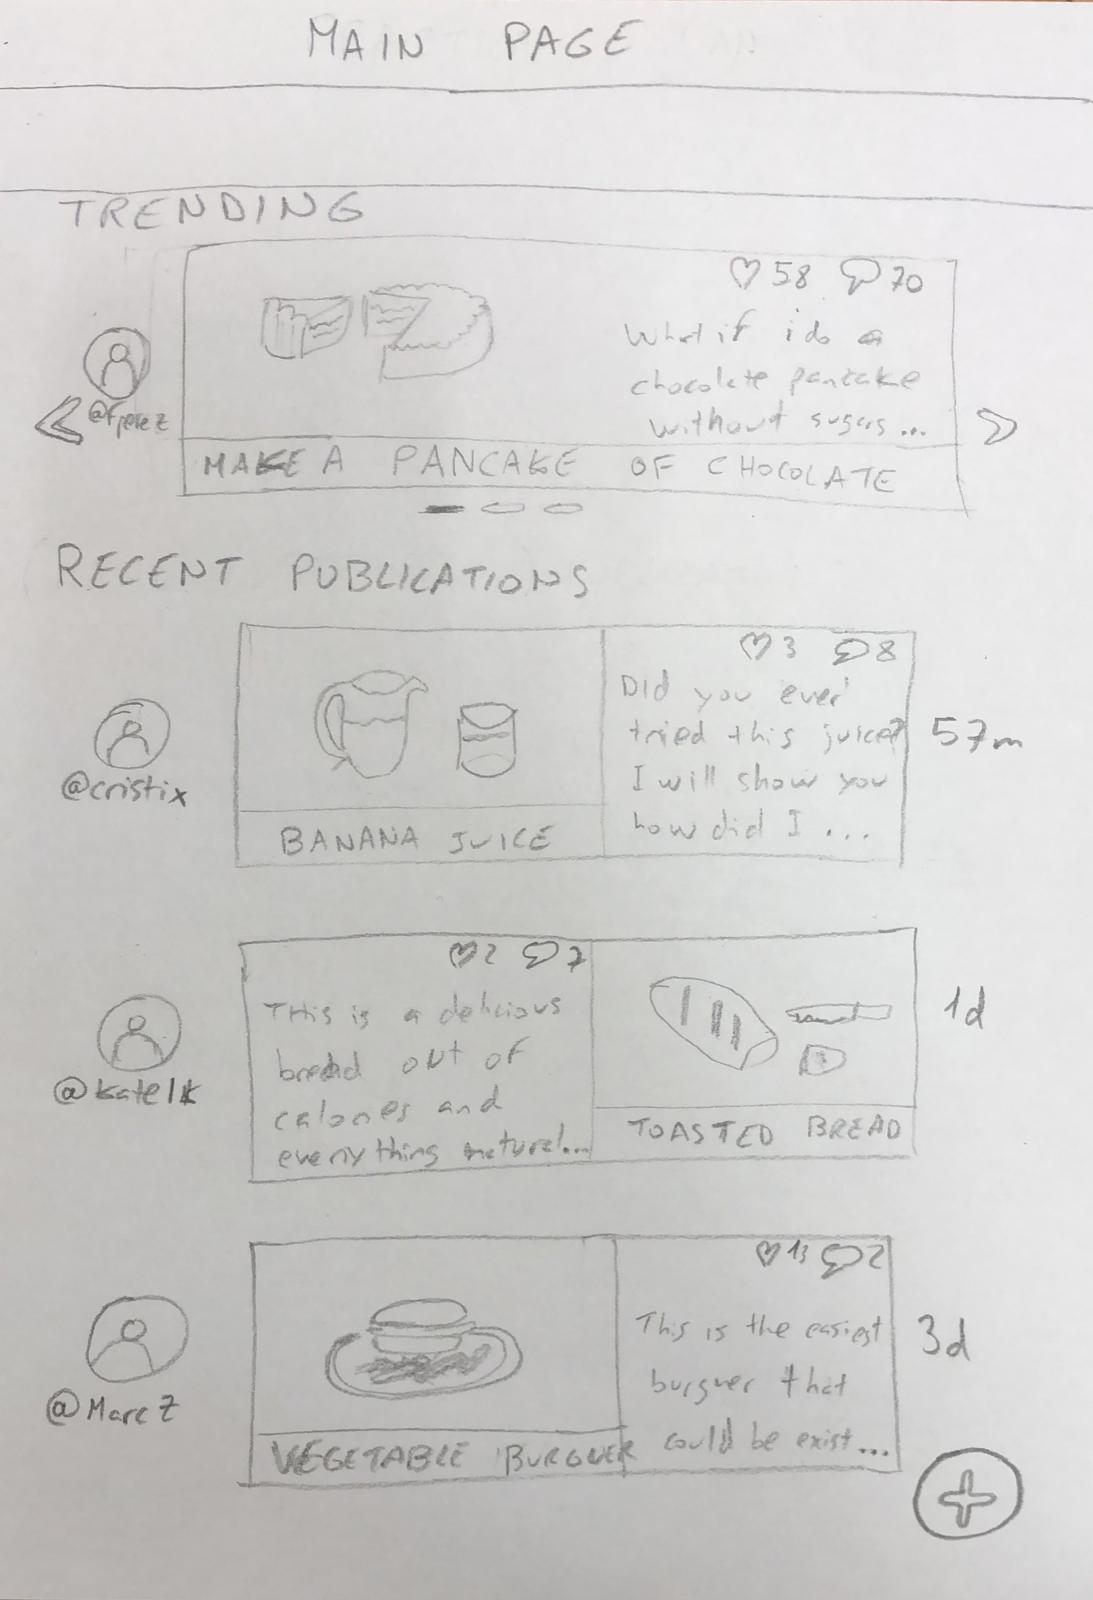 MAIN PAGE
TRENDING
58 70
What if i do a
chocolate pancake
without sugars...
@fperez
MAKE A PANCAKE OF CHOCOLATE
RECENT PUBLICATIONS
3 8
Did you ever
tried this juice?
I will show you
how did I ...
57m
@cristix
BANANA JUICE
2 7
This is a delicious
bread out of
calories and
everything natural...
1d
@katelk
TOASTED BREAD
13 2
This is the easiest
burguer that
could be exist...
3d
@MarcZ
VEGETABLE BURGUER